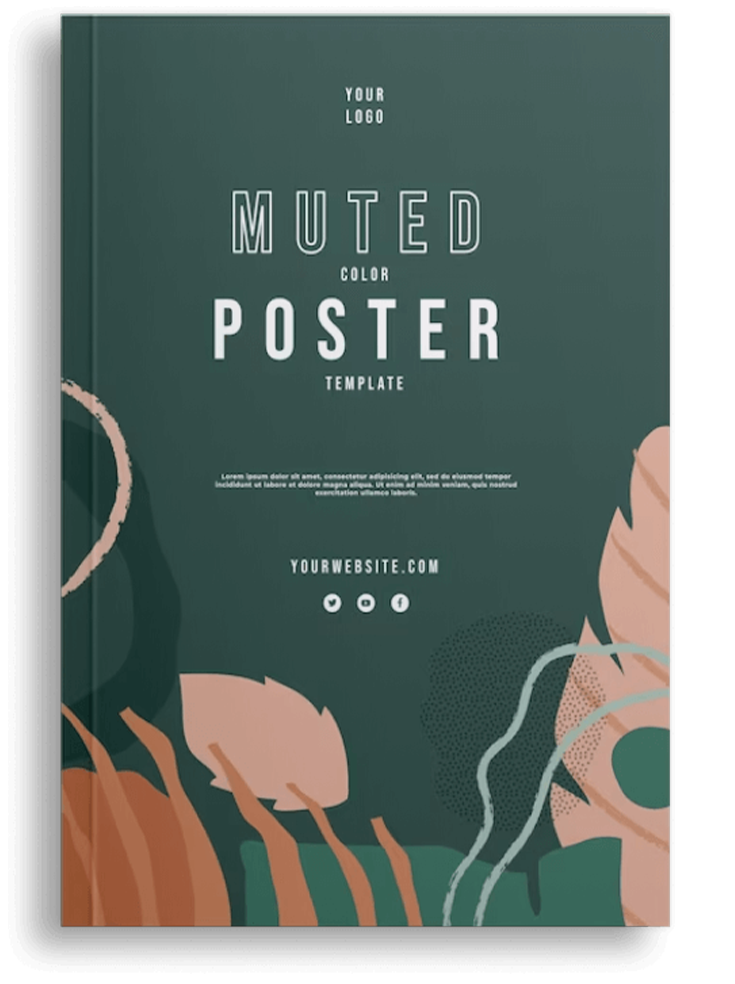 YOUR
LOGO
MUTED
COLOR
POSTER
TEMPLATE
Lorem ipsum dolor sit amet, consectetur adipisicing elit, sed do eiusmod tempor
incididunt ut labore et dolore magna aliqua. Ut enim ad minim veniam, quis nostrud
exercitation ullamco laboris.
YOURWEBSITE.COM